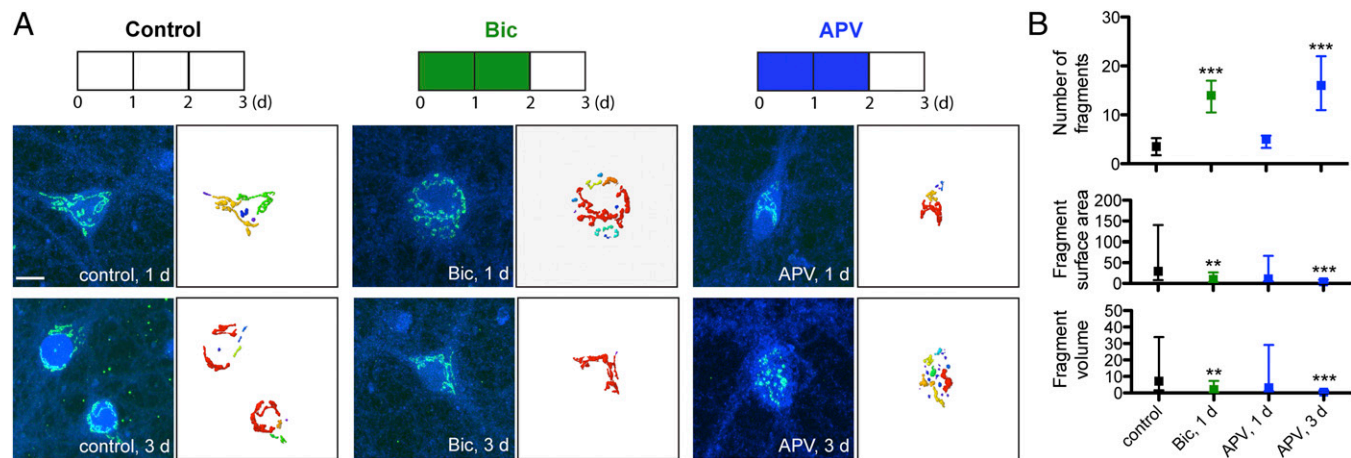 A
Control
Bic
APV
0 1 2 3 (d)
0 1 2 3 (d)
0 1 2 3 (d)
control, 1 d
Bic, 1 d
APV, 1 d
control, 3 d
Bic, 3 d
APV, 3 d
B
Number of
fragments
30
20
10
0
***
***
Fragment
surface area
200
150
100
50
0
**
***
Fragment
volume
50
40
30
20
10
0
**
***
control
Bic, 1 d
APV, 1 d
APV, 3 d